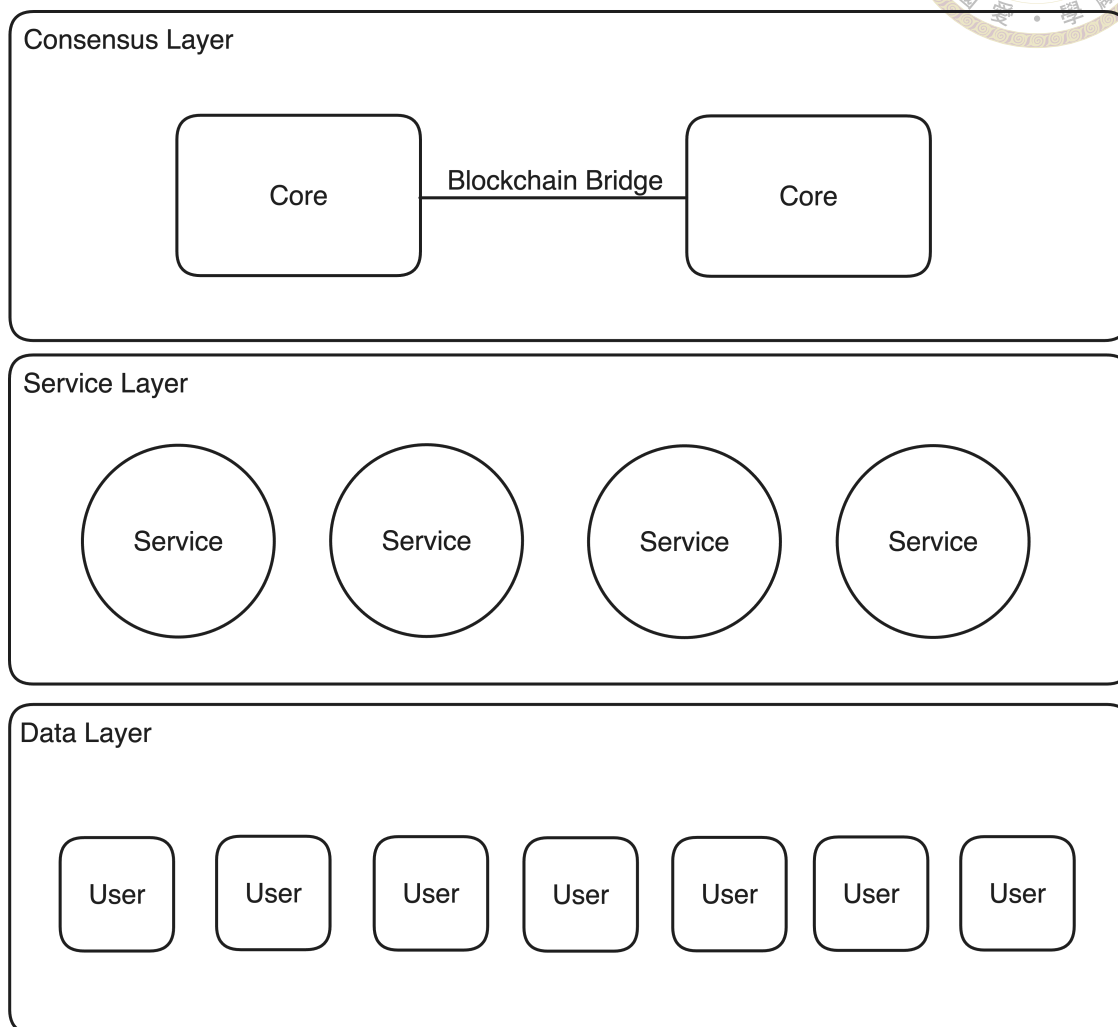 Consensus Layer
Blockchain Bridge
Core
Core
Service Layer
Service
Service
Service
Service
Data Layer
User
User
User
User
User
User
User